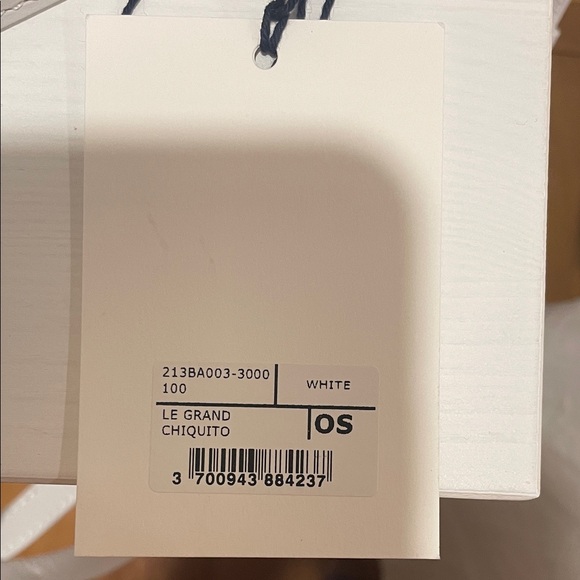 213BA003-3000
100
WHITE
LE GRAND
CHIQUITO
OS
3 700943 884237